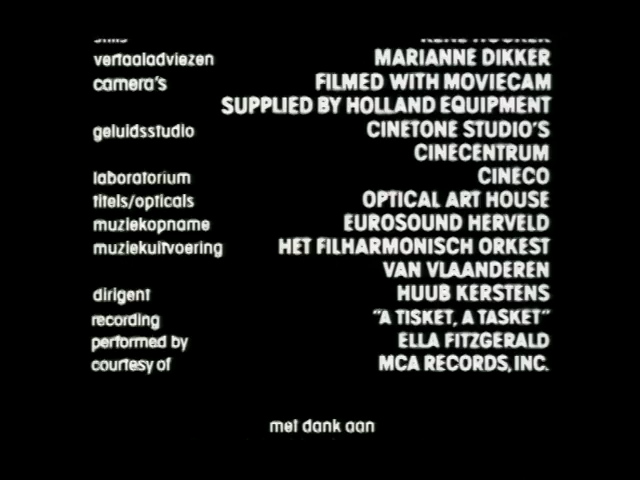 vertaaladviezen MARIANNE DIKKER
camera's FILMED WITH MOVIECAM
SUPPLIED BY HOLLAND EQUIPMENT
geluidsstudio CINETONE STUDIO'S
CINECENTRUM
laboratorium CINECO
titels/opticals OPTICAL ART HOUSE
muziekopname EUROSOUND HERVELD
muziekuitvoering HET FILHARMONISCH ORKEST
VAN VLAANDEREN
dirigent HUUB KERSTENS
recording "A TISKET, A TASKET"
performed by ELLA FITZGERALD
courtesy of MCA RECORDS, INC.
met dank aan